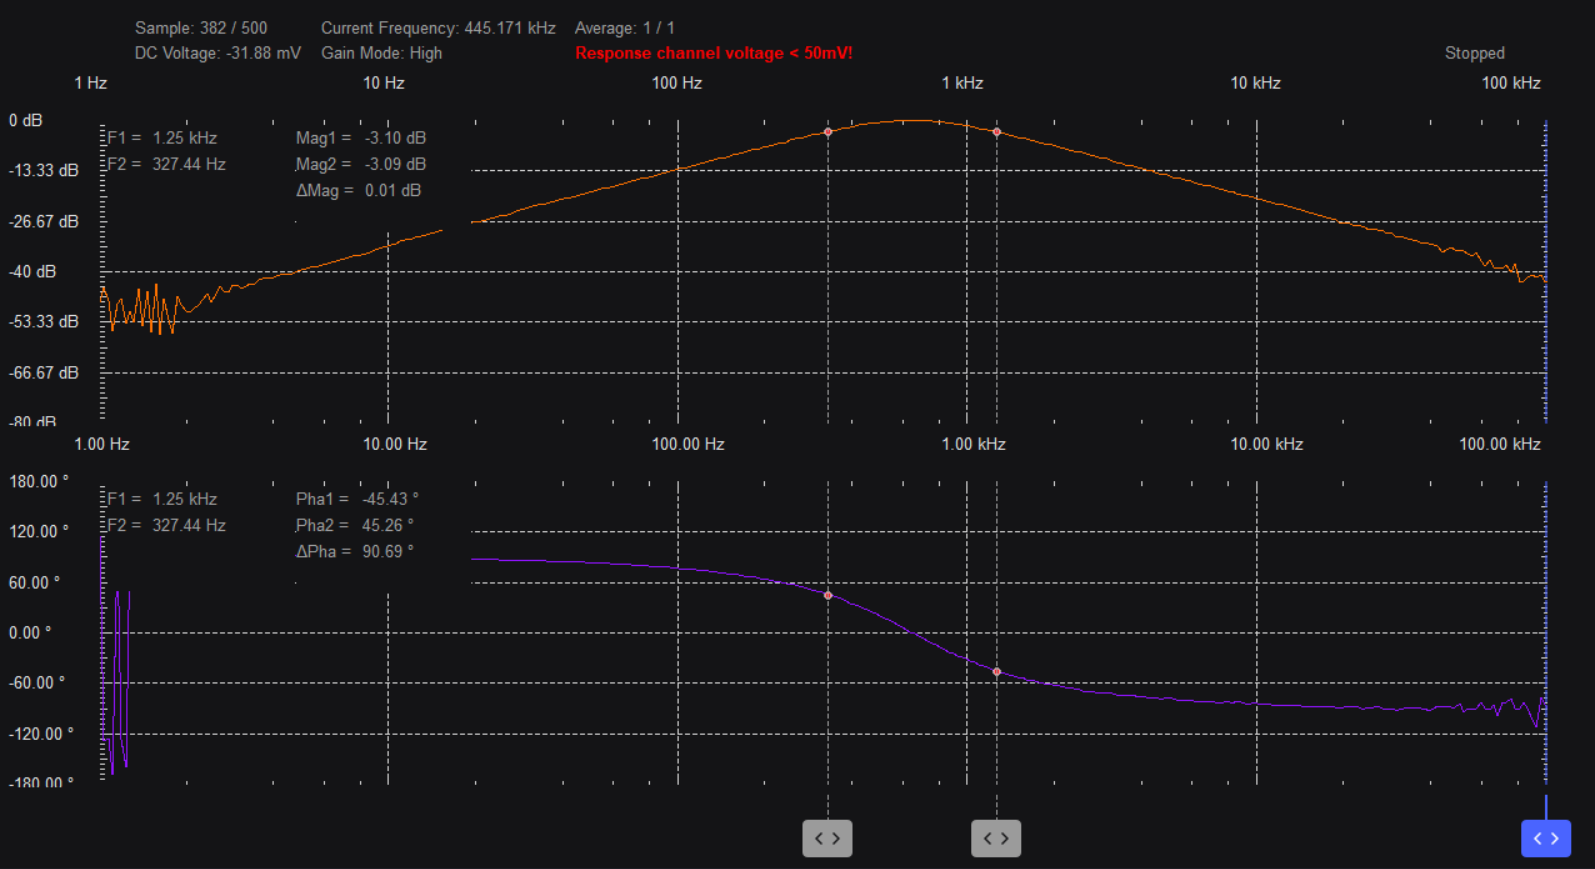 Sample: 382 / 500 Current Frequency: 445.171 kHz Average: 1 / 1
DC Voltage: -31.88 mV Gain Mode: High Response channel voltage < 50mV! Stopped
1 Hz 10 Hz 100 Hz 1 kHz 10 kHz 100 kHz
0 dB
F1 = 1.25 kHz Mag1 = -3.10 dB
F2 = 327.44 Hz Mag2 = -3.09 dB
-13.33 dB
ΔMag = 0.01 dB
-26.67 dB
-40 dB
-53.33 dB
-66.67 dB
-80 dB
1.00 Hz 10.00 Hz 100.00 Hz 1.00 kHz 10.00 kHz 100.00 kHz
180.00 °
F1 = 1.25 kHz Pha1 = -45.43 °
F2 = 327.44 Hz Pha2 = 45.26 °
120.00 °
ΔPha = 90.69 °
60.00 °
0.00 °
-60.00 °
-120.00 °
-180.00 °